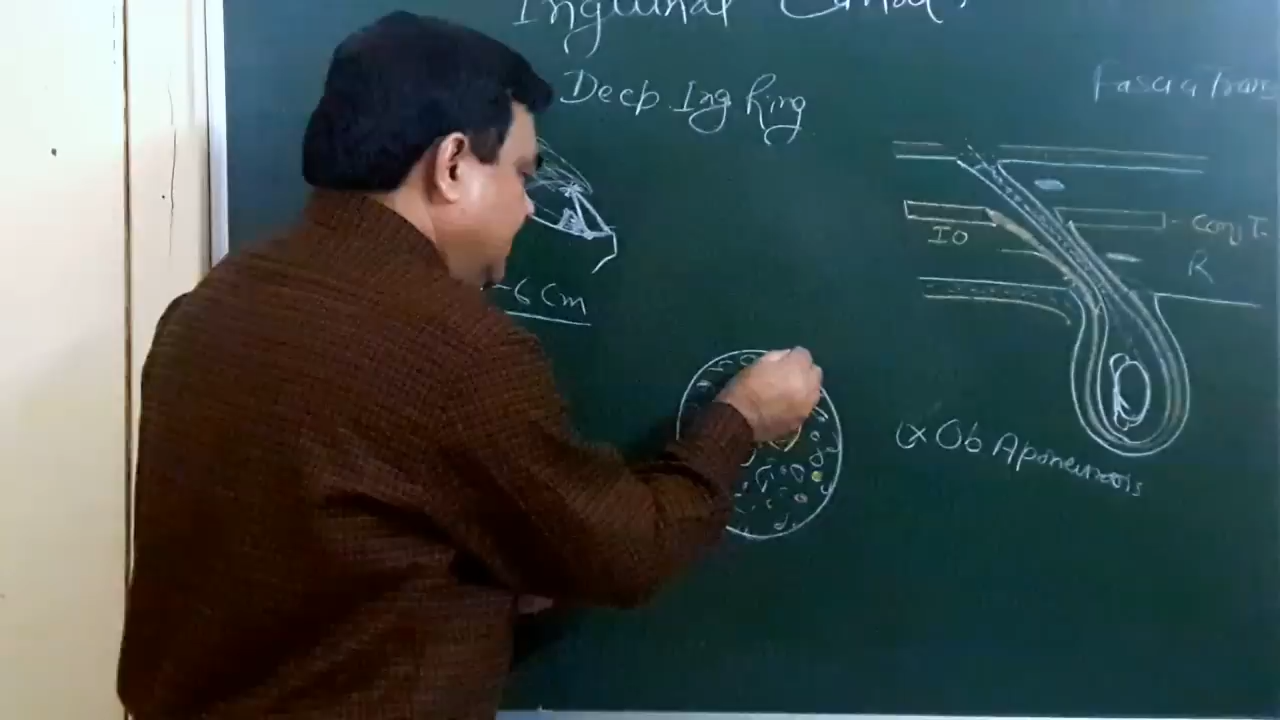 Inguinal Canal
Deep Ing Ring
Fascia Trans
IO
- Conj T.
R
-6 Cm
Ex Ob Aponeurosis